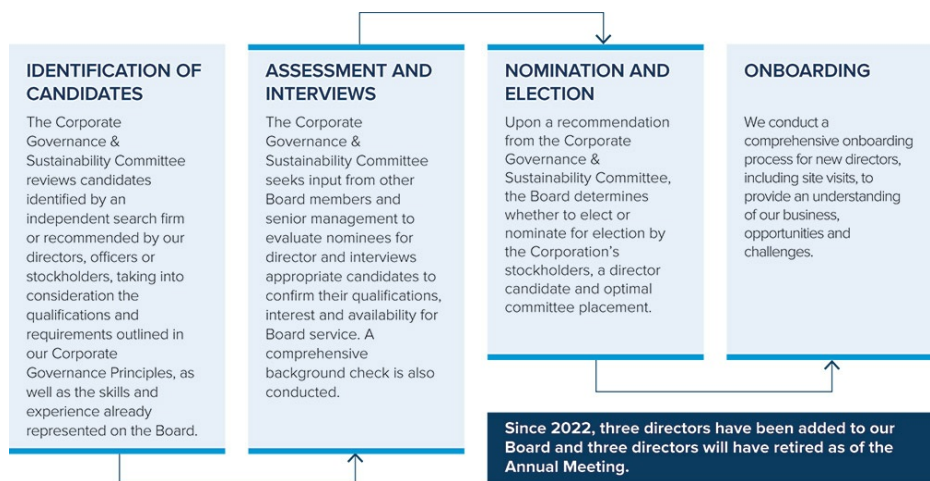 IDENTIFICATION OF
CANDIDATES
The Corporate
Governance &
Sustainability Committee
reviews candidates
identified by an
independent search firm
or recommended by our
directors, officers or
stockholders, taking into
consideration the
qualifications and
requirements outlined in
our Corporate
Governance Principles, as
well as the skills and
experience already
represented on the Board.
ASSESSMENT AND
INTERVIEWS
The Corporate
Governance &
Sustainability Committee
seeks input from other
Board members and
senior management to
evaluate nominees for
director and interviews
appropriate candidates to
confirm their qualifications,
interest and availability for
Board service. A
comprehensive
background check is also
conducted.
NOMINATION AND
ELECTION
Upon a recommendation
from the Corporate
Governance &
Sustainability Committee,
the Board determines
whether to elect or
nominate for election by
the Corporation's
stockholders, a director
candidate and optimal
committee placement.
ONBOARDING
We conduct a
comprehensive onboarding
process for new directors,
including site visits, to
provide an understanding
of our business,
opportunities and
challenges.
Since 2022, three directors have been added to our
Board and three directors will have retired as of the
Annual Meeting.